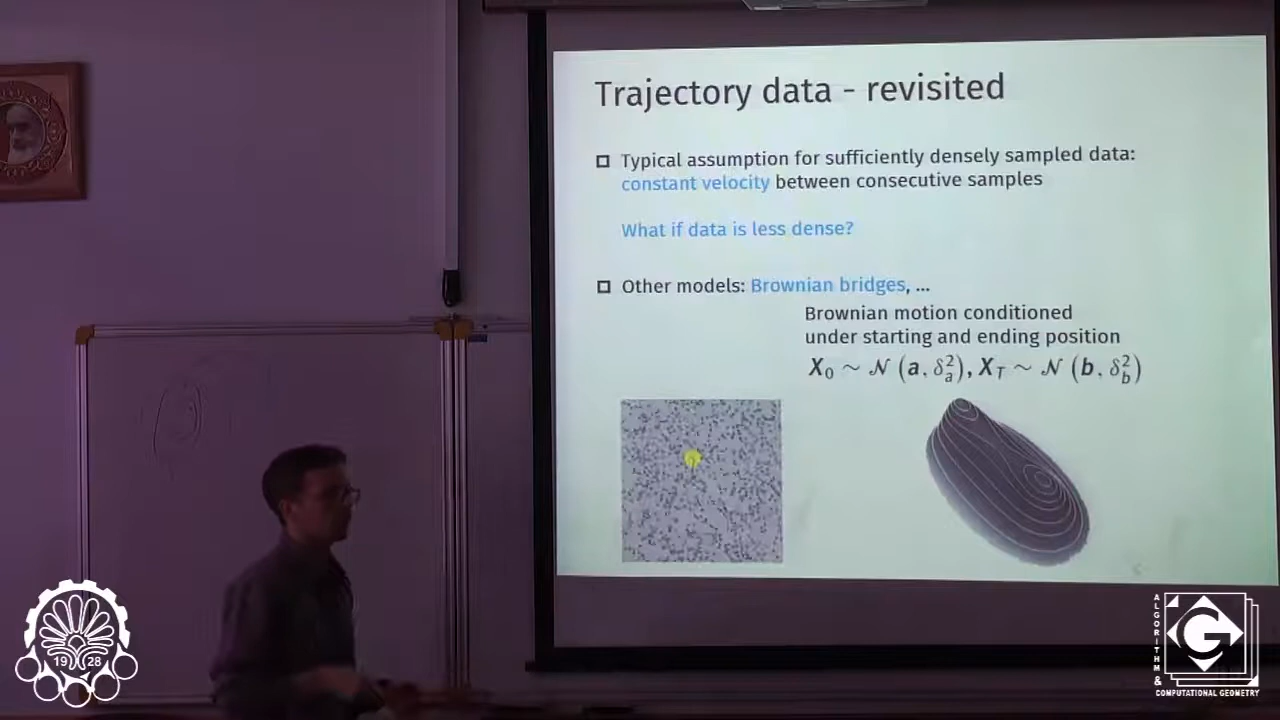 Trajectory data - revisited
Typical assumption for sufficiently densely sampled data:
constant velocity between consecutive samples
What if data is less dense?
Other models: Brownian bridges, ...
Brownian motion conditioned
under starting and ending position
X₀ ~ N (a, δ²ₐ), X_T ~ N (b, δ²_b)
19 28
ALGORITHM &
G
COMPUTATIONAL GEOMETRY